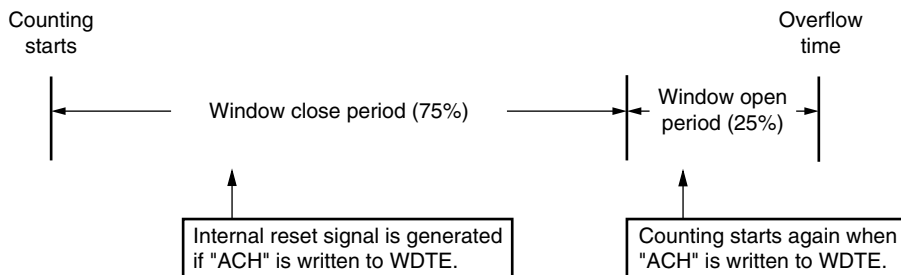 Counting
starts
Overflow
time
Window close period (75%)
Window open
period (25%)
Internal reset signal is generated
if "ACH" is written to WDTE.
Counting starts again when
"ACH" is written to WDTE.